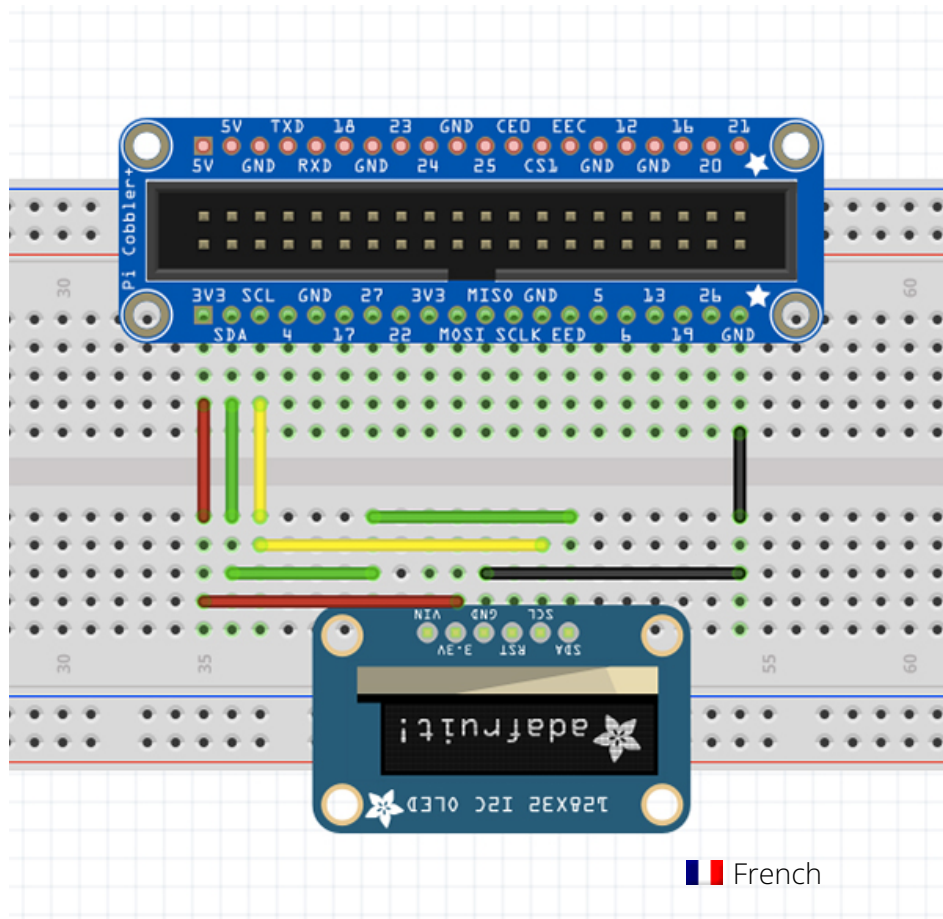 5V TXD 18 23 GND CE0 EEC 12 16 21
5V GND RXD GND 24 25 CS1 GND GND 20
Pi Cobbler+
30
60
3V3 SCL GND 27 3V3 MISO GND 5 13 26
SDA 4 17 22 MOSI SCLK EED 6 19 GND
VIN GND SCL
3.3V RST SDA
30
35
55
60
adafruit!
128X32 I2C OLED
French